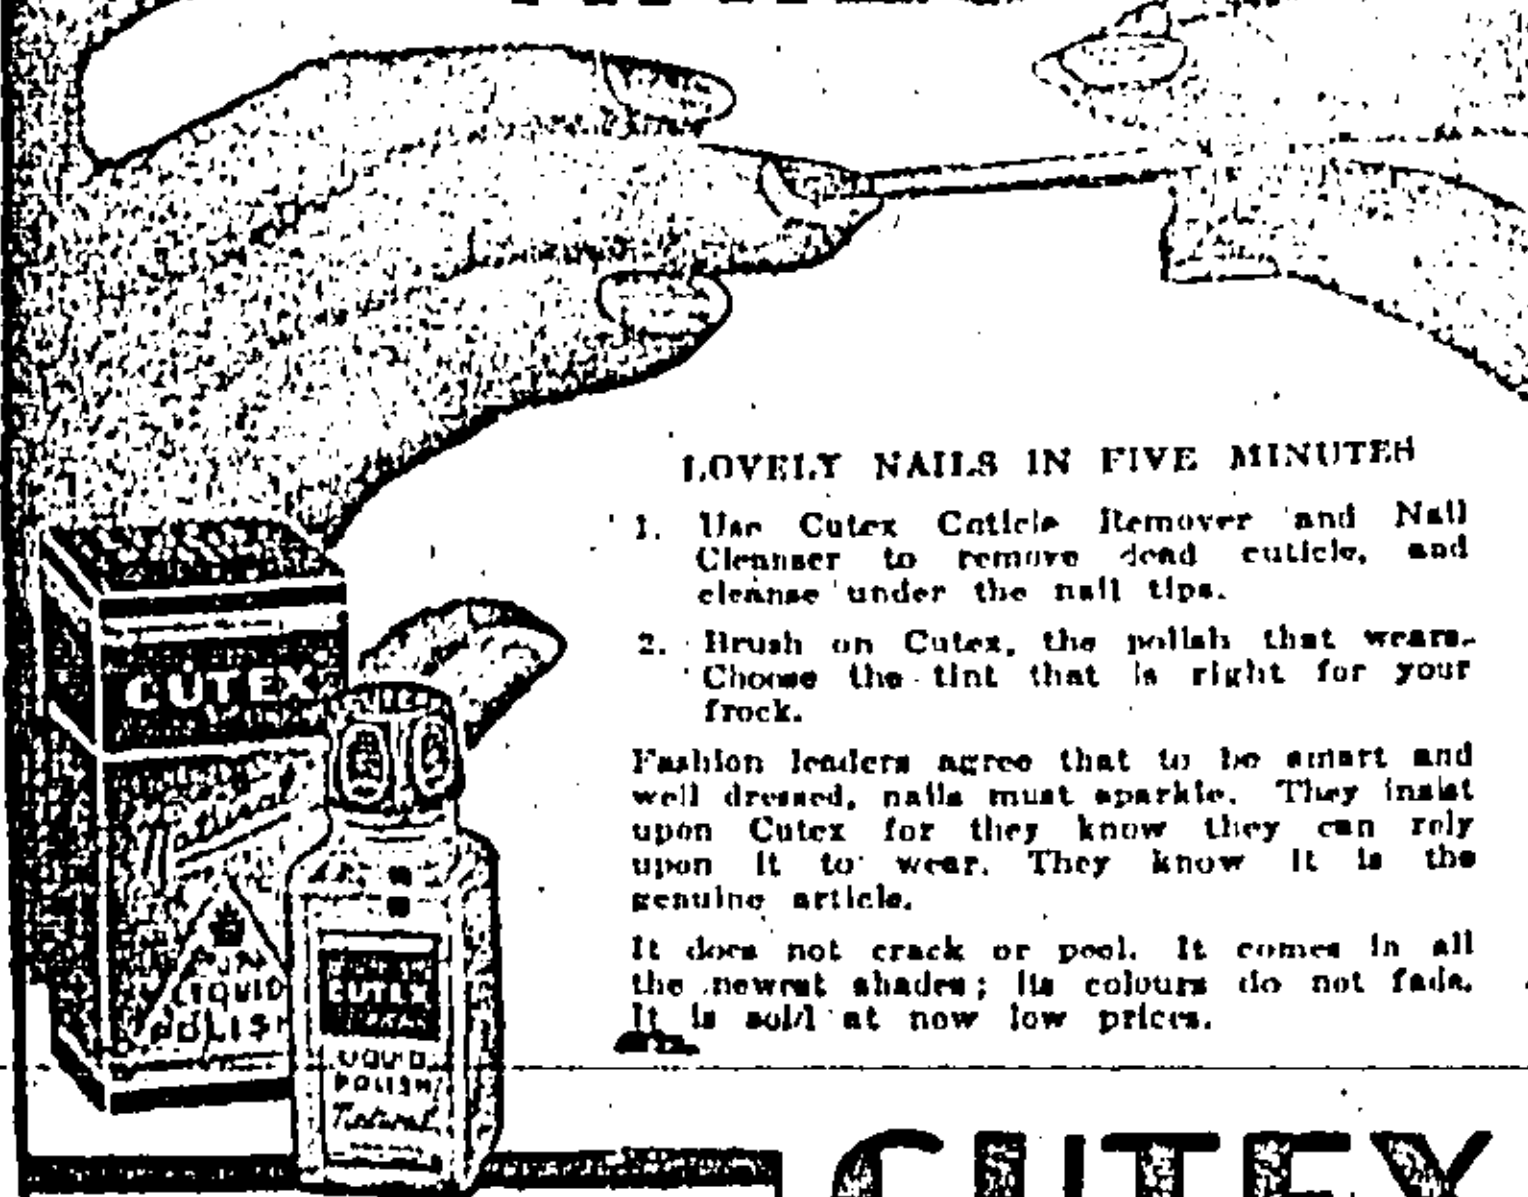 LOVELY NAILS IN FIVE MINUTES
1. Use Cutex Cuticle Remover and Nail
Cleanser to remove dead cuticle, and
cleanse under the nail tips.
2. Brush on Cutex, the polish that wears.
Choose the tint that is right for your
frock.
Fashion leaders agree that to be smart and
well dressed, nails must sparkle. They insist
upon Cutex for they know they can rely
upon it to wear. They know it is the
genuine article.
It does not crack or peel. It comes in all
the newest shades; its colours do not fade.
It is sold at new low prices.
CUTEX
Natural
LIQUID
POLISH
CUTEX
LIQUID
POLISH
Natural
CUTEX